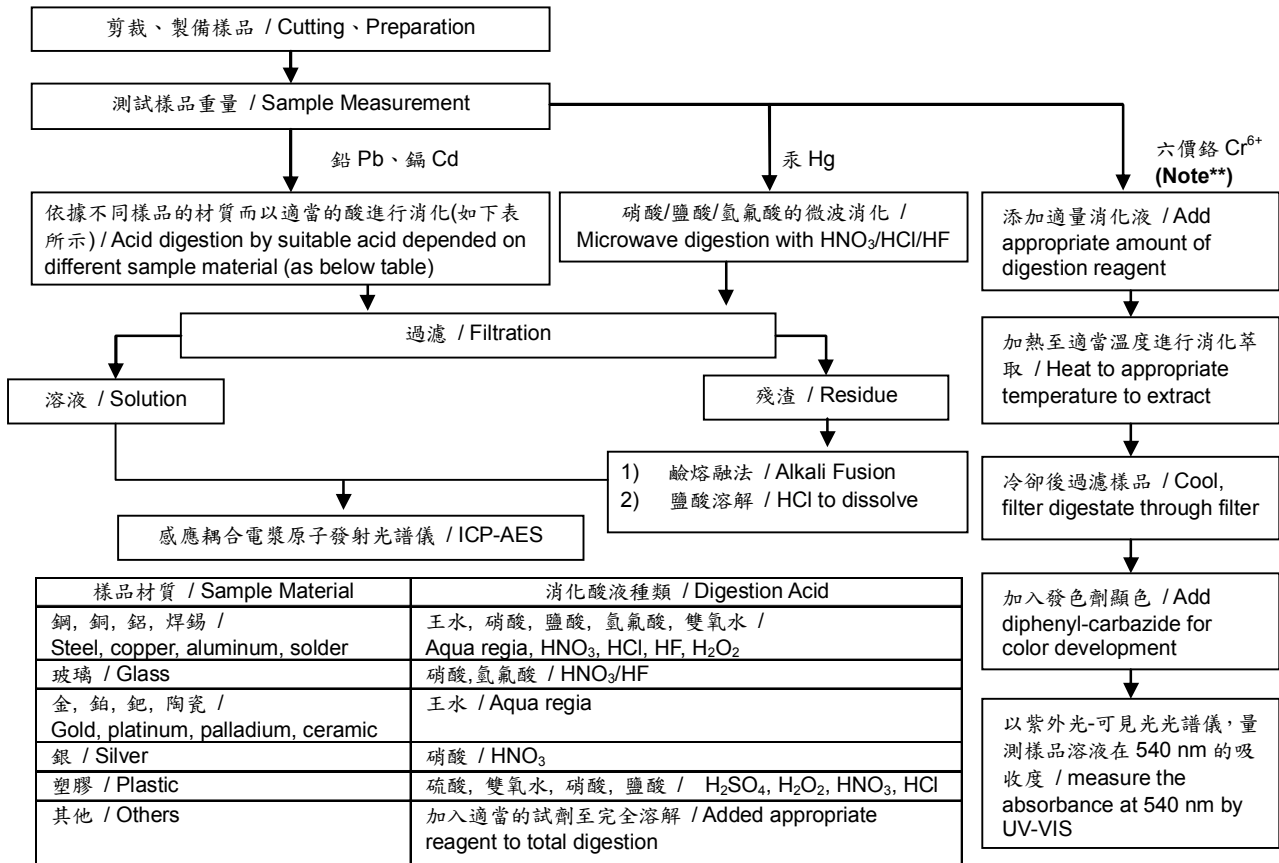 剪裁、製備樣品 / Cutting、Preparation
測試樣品重量 / Sample Measurement
鉛 Pb、鎘 Cd
汞 Hg
六價鉻 Cr⁶⁺
(Note**)
依據不同樣品的材質而以適當的酸進行消化(如下表
所示) / Acid digestion by suitable acid depended on
different sample material (as below table)
硝酸/鹽酸/氫氟酸的微波消化 /
Microwave digestion with HNO₃/HCl/HF
添加適量消化液 / Add
appropriate amount of
digestion reagent
過濾 / Filtration
加熱至適當溫度進行消化萃
取 / Heat to appropriate
temperature to extract
溶液 / Solution
殘渣 / Residue
1) 鹼熔融法 / Alkali Fusion
2) 鹽酸溶解 / HCl to dissolve
冷卻後過濾樣品 / Cool,
filter digestate through filter
感應耦合電漿原子發射光譜儀 / ICP-AES
加入發色劑顯色 / Add
diphenyl-carbazide for
color development
以紫外光-可見光光譜儀,量
測樣品溶液在 540 nm 的吸
收度 / measure the
absorbance at 540 nm by
UV-VIS
樣品材質 / Sample Material
消化酸液種類 / Digestion Acid
鋼, 銅, 鋁, 焊錫 /
Steel, copper, aluminum, solder
王水, 硝酸, 鹽酸, 氫氟酸, 雙氧水 /
Aqua regia, HNO₃, HCl, HF, H₂O₂
玻璃 / Glass
硝酸,氫氟酸 / HNO₃/HF
金, 鉑, 鈀, 陶瓷 /
Gold, platinum, palladium, ceramic
王水 / Aqua regia
銀 / Silver
硝酸 / HNO₃
塑膠 / Plastic
硫酸, 雙氧水, 硝酸, 鹽酸 / H₂SO₄, H₂O₂, HNO₃, HCl
其他 / Others
加入適當的試劑至完全溶解 / Added appropriate
reagent to total digestion